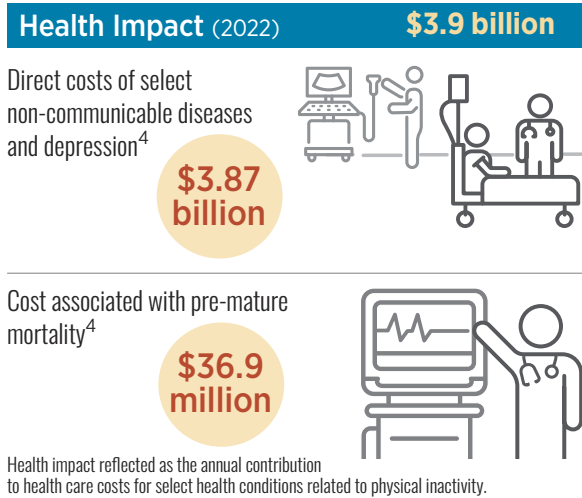 Health Impact (2022) $3.9 billion
Direct costs of select
non-communicable diseases
and depression4
$3.87
billion
Cost associated with pre-mature
mortality4
$36.9
million
Health impact reflected as the annual contribution
to health care costs for select health conditions related to physical inactivity.